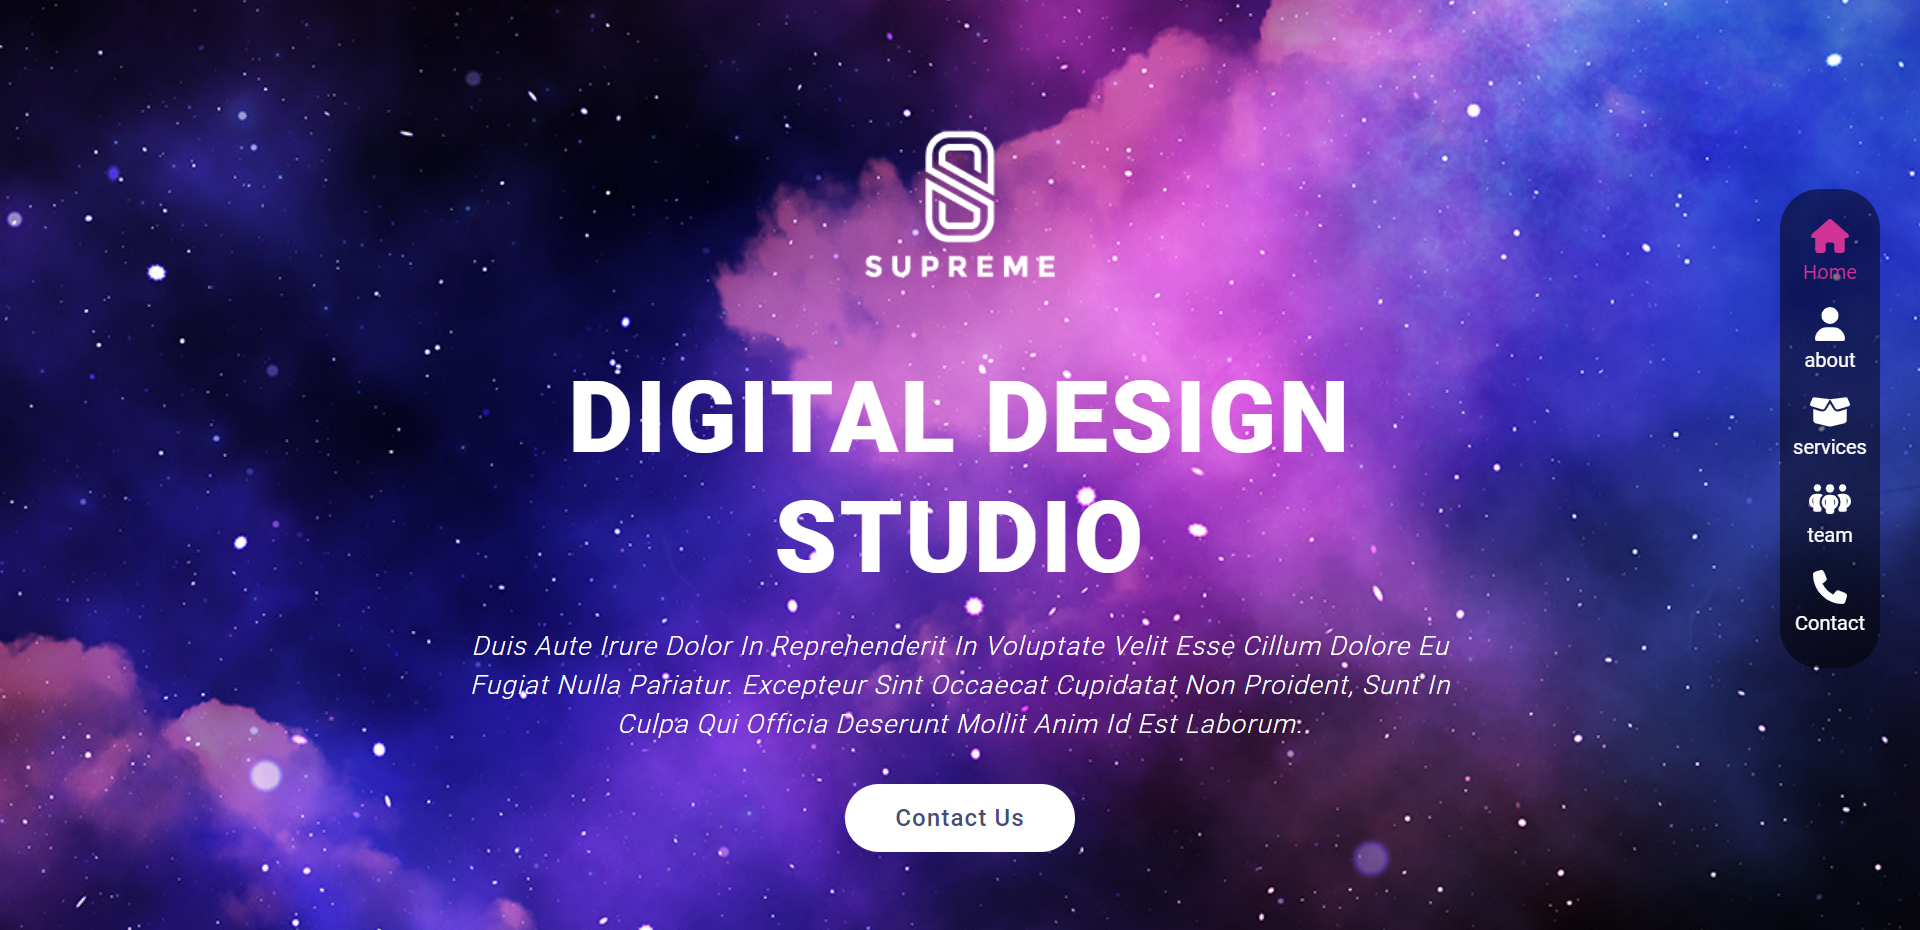 SUPREME
DIGITAL DESIGN
STUDIO
Duis Aute Irure Dolor In Reprehenderit In Voluptate Velit Esse Cillum Dolore Eu
Fugiat Nulla Pariatur. Excepteur Sint Occaecat Cupidatat Non Proident, Sunt In
Culpa Qui Officia Deserunt Mollit Anim Id Est Laborum.
Contact Us
Home
about
services
team
Contact